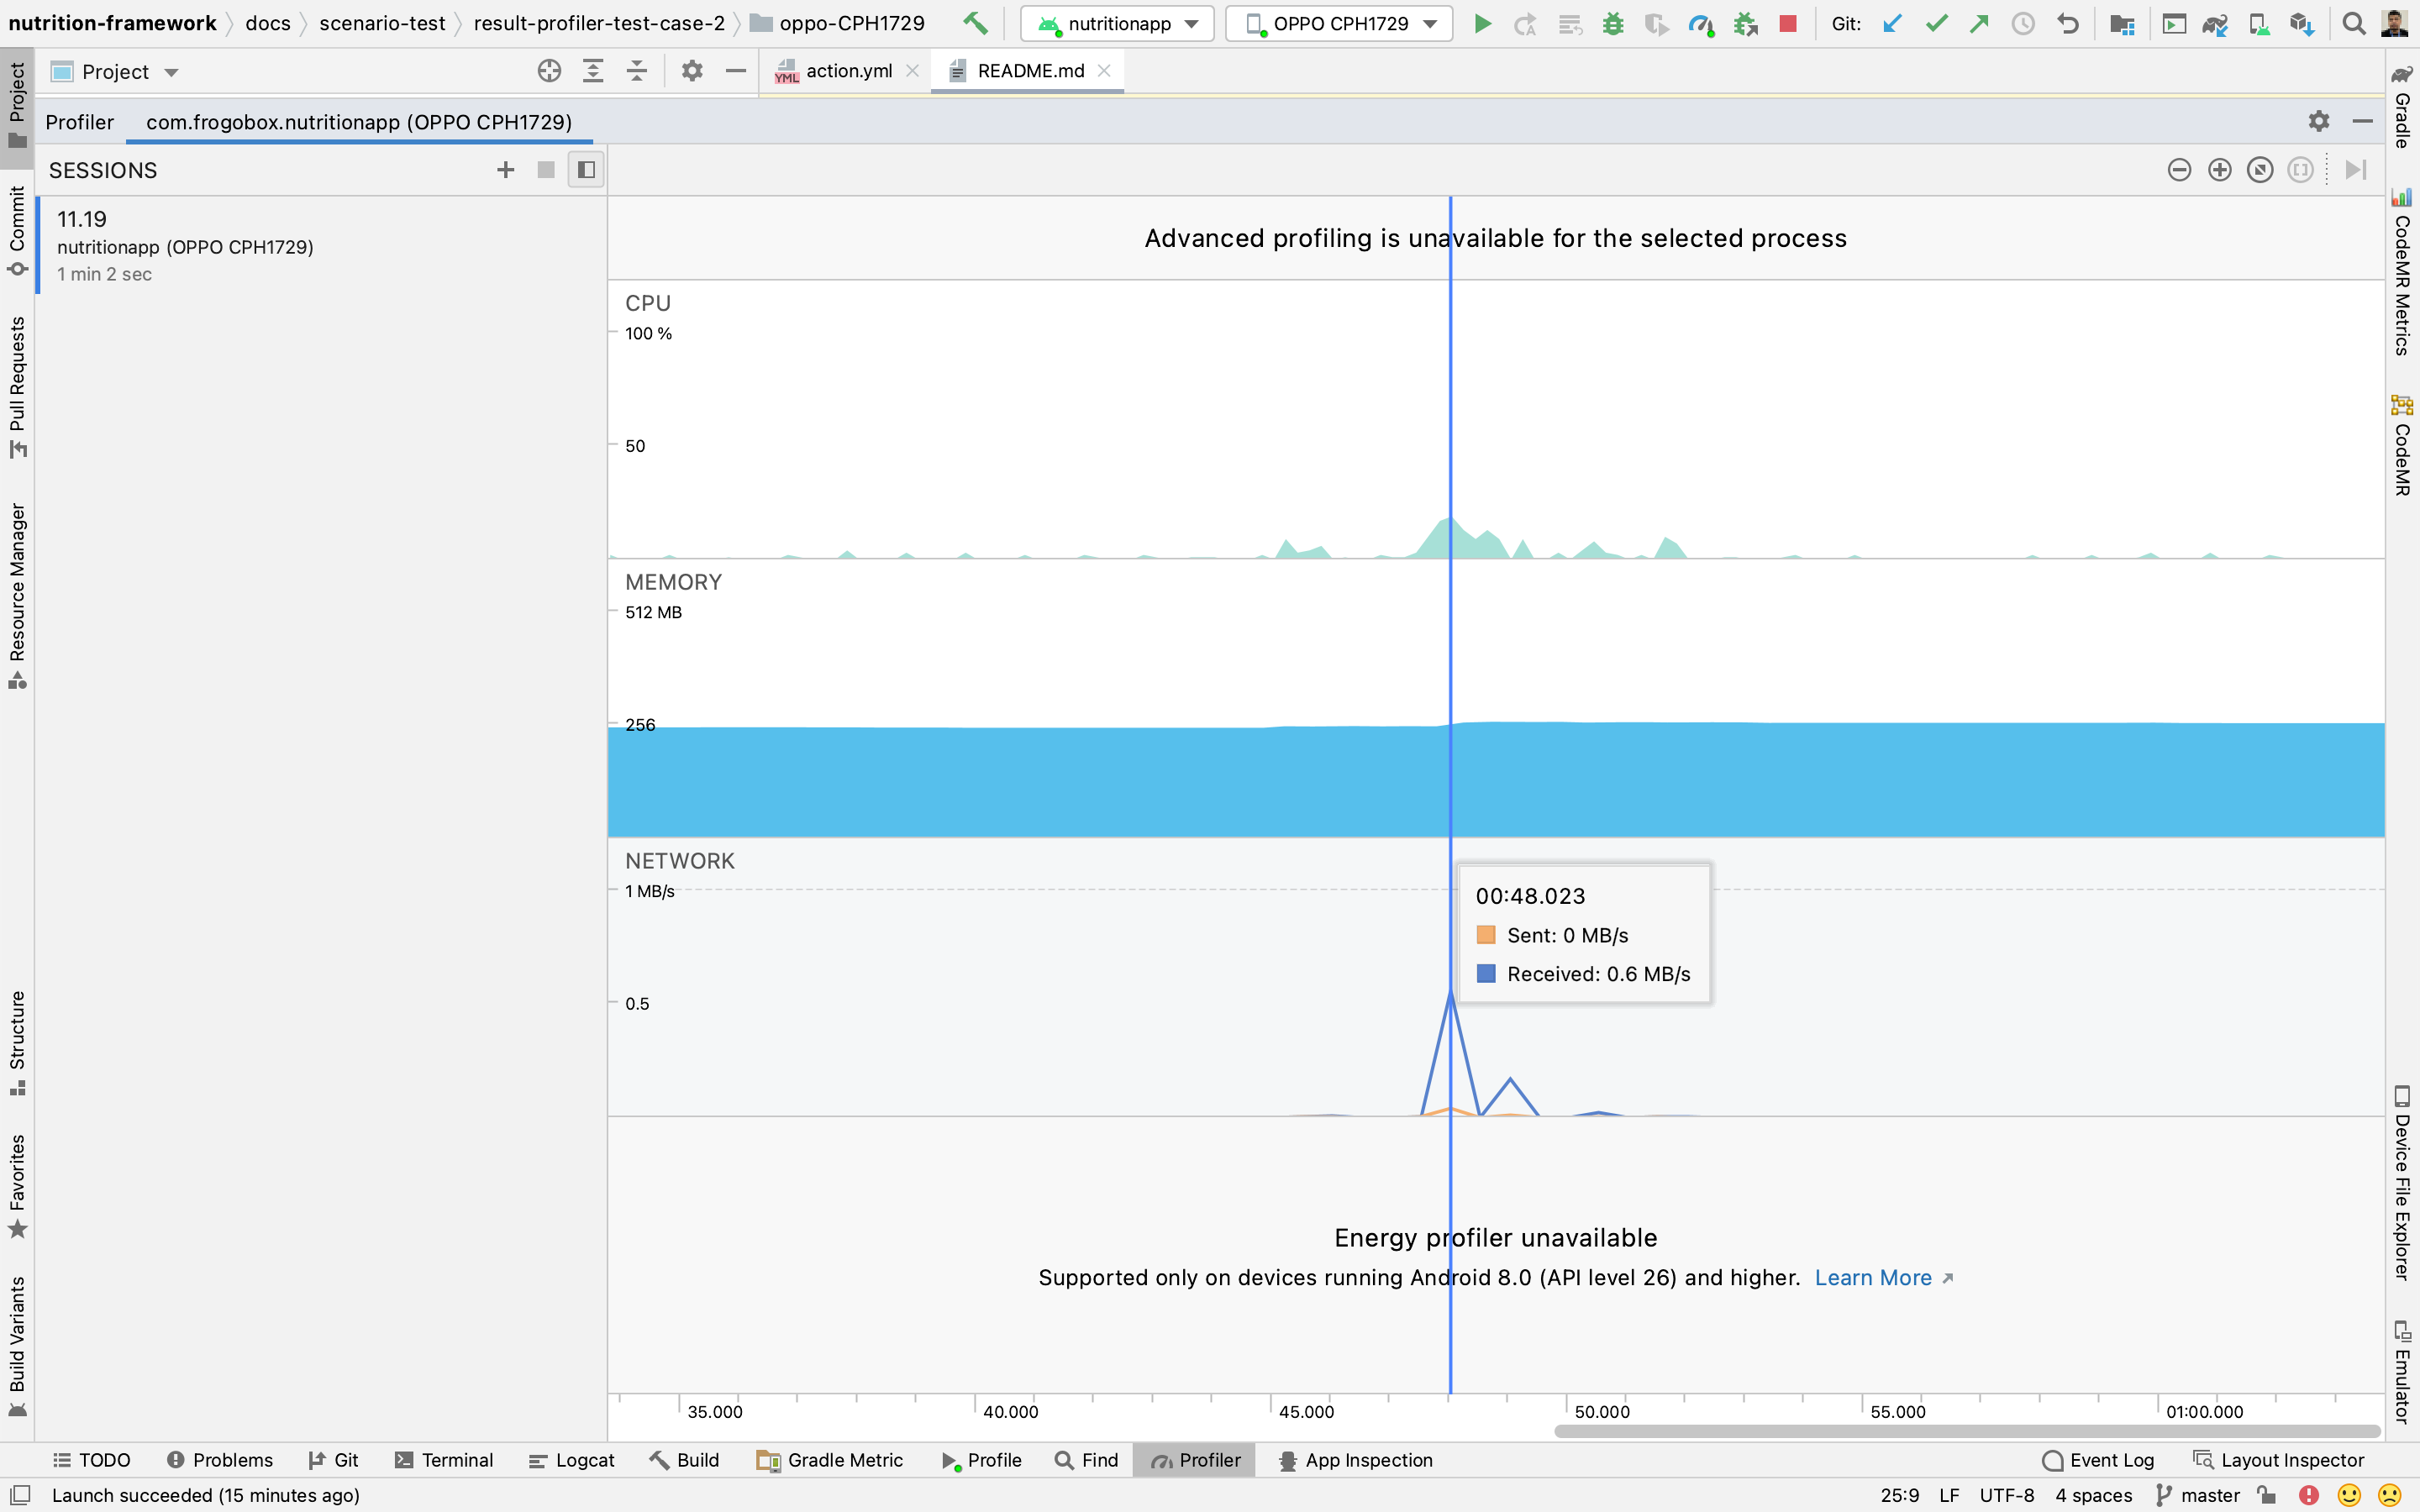 nutrition-framework docs scenario-test result-profiler-test-case-2 oppo-CPH1729 nutritionapp OPPO CPH1729 Git:
Project action.yml README.md
Profiler com.frogobox.nutritionapp (OPPO CPH1729)
SESSIONS
11.19
nutritionapp (OPPO CPH1729)
1 min 2 sec
Advanced profiling is unavailable for the selected process
CPU
100 %
50
MEMORY
512 MB
256
NETWORK
1 MB/s
0.5
00:48.023
Sent: 0 MB/s
Received: 0.6 MB/s
Energy profiler unavailable
Supported only on devices running Android 8.0 (API level 26) and higher. Learn More
35.000 40.000 45.000 50.000 55.000 01:00.000
Project
Commit
Pull Requests
Resource Manager
Structure
Favorites
Build Variants
Gradle
CodeMR Metrics
CodeMR
Device File Explorer
Emulator
TODO Problems Git Terminal Logcat Build Gradle Metric Profile Find Profiler App Inspection Event Log Layout Inspector
Launch succeeded (15 minutes ago) 25:9 LF UTF-8 4 spaces master